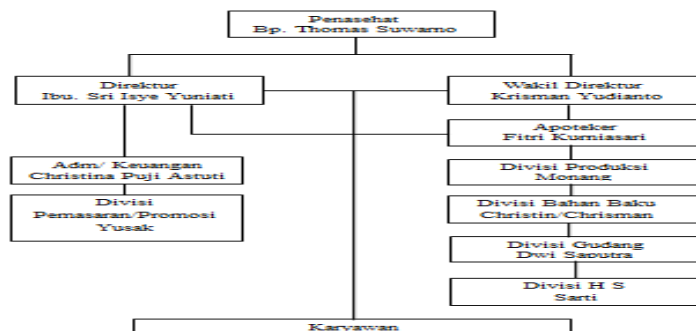 Penasehat
Bp. Thomas Suwarno
Direktur
Ibu. Sri Isye Yuniati
Wakil Direktur
Krisman Yudianto
Apoteker
Fitri Kurniasari
Adm/ Keuangan
Christina Puji Astuti
Divisi Produksi
Monang
Divisi
Pemasaran/Promosi
Yusak
Divisi Bahan Baku
Christin/Chrisman
Divisi Gudang
Dwi Saputra
Divisi H S
Sarti
Karyawan